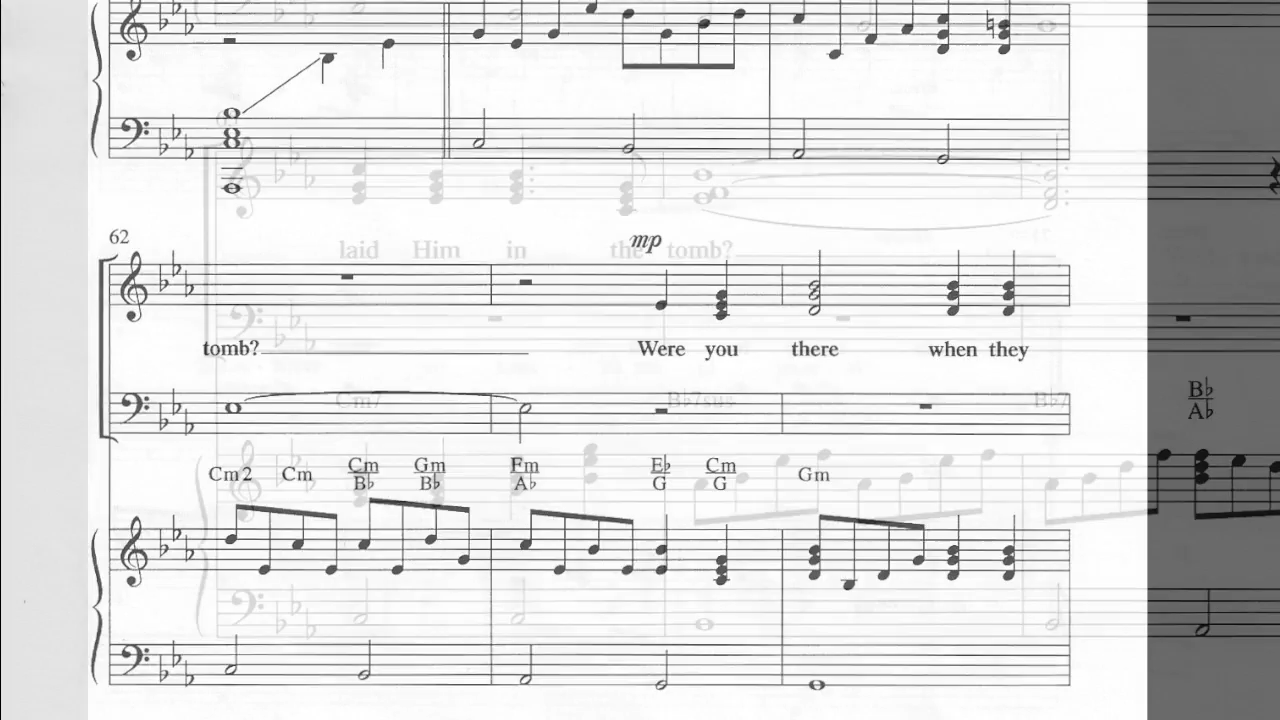 62
laid Him in the tomb?
mp
tomb? Were you there when they
Cm7 B♭7sus B♭7
B♭
A♭
Cm2 Cm Cm Gm Fm E♭ Cm Gm
B♭ B♭ A♭ G G